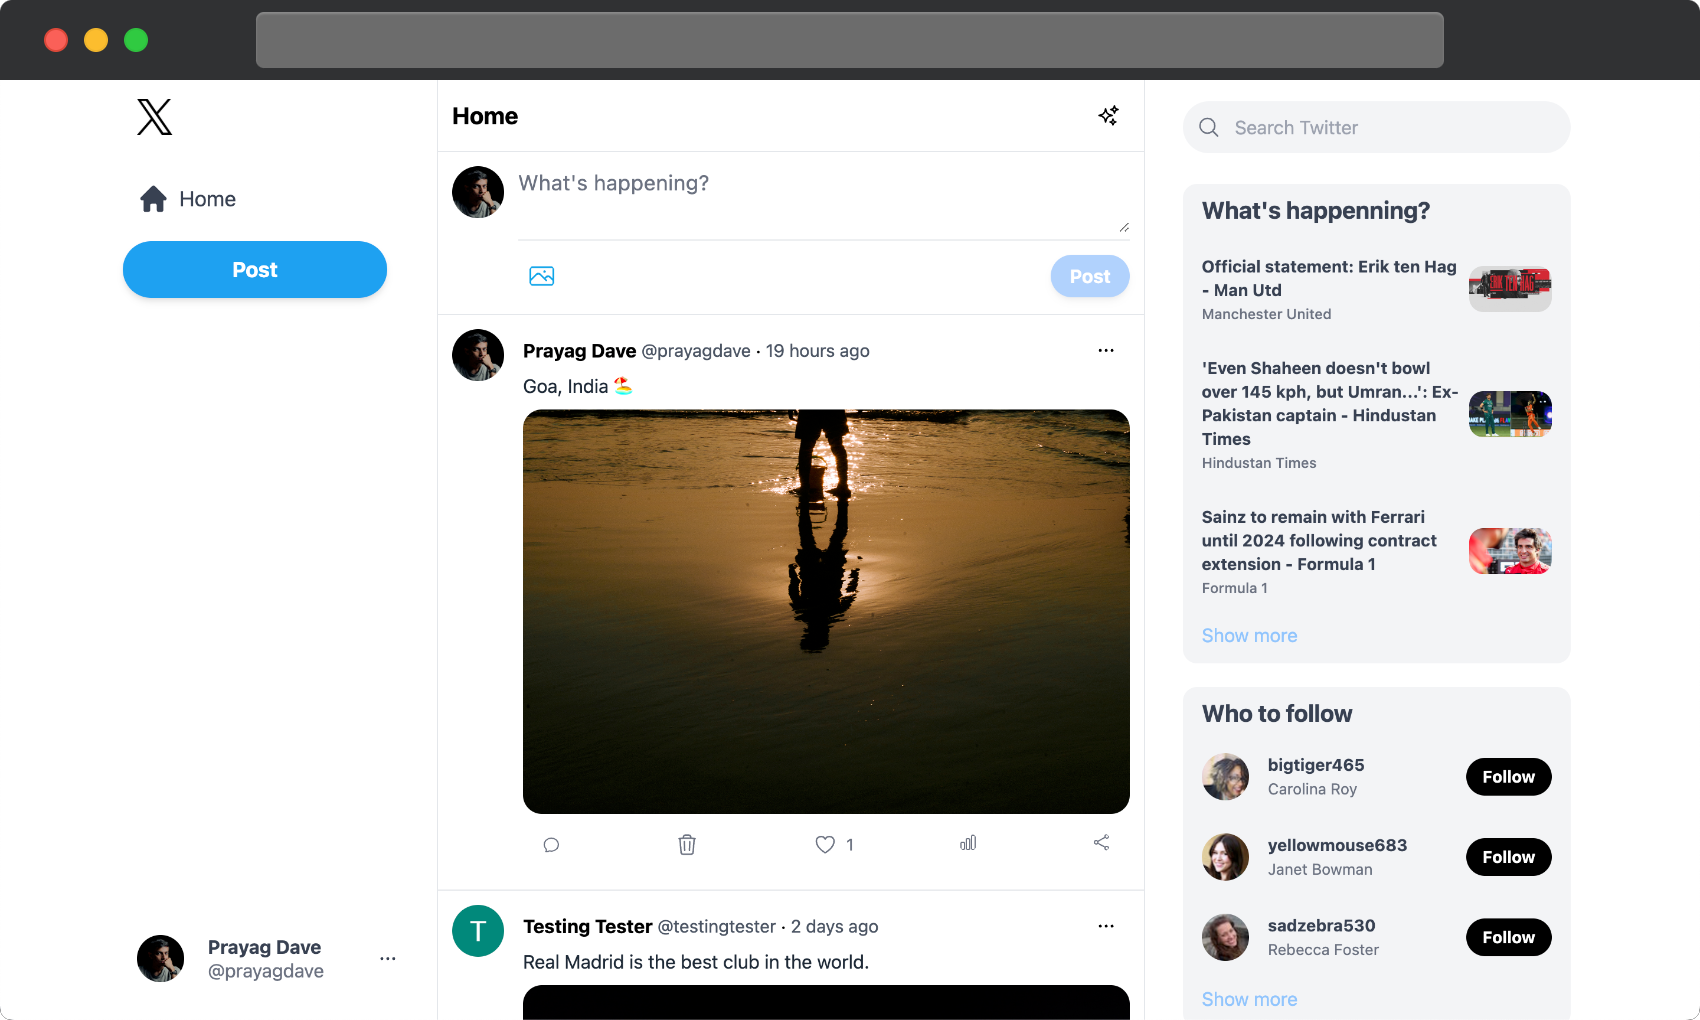 Home
Post
Prayag Dave
@prayagdave
Home
What's happening?
Post
Prayag Dave @prayagdave · 19 hours ago
Goa, India 🏖️
1
T
Testing Tester @testingtester · 2 days ago
Real Madrid is the best club in the world.
Search Twitter
What's happenning?
Official statement: Erik ten Hag
- Man Utd
Manchester United
ERIK TEN HAG
'Even Shaheen doesn't bowl
over 145 kph, but Umran...': Ex-
Pakistan captain - Hindustan
Times
Hindustan Times
Sainz to remain with Ferrari
until 2024 following contract
extension - Formula 1
Formula 1
Show more
Who to follow
bigtiger465
Carolina Roy
Follow
yellowmouse683
Janet Bowman
Follow
sadzebra530
Rebecca Foster
Follow
Show more